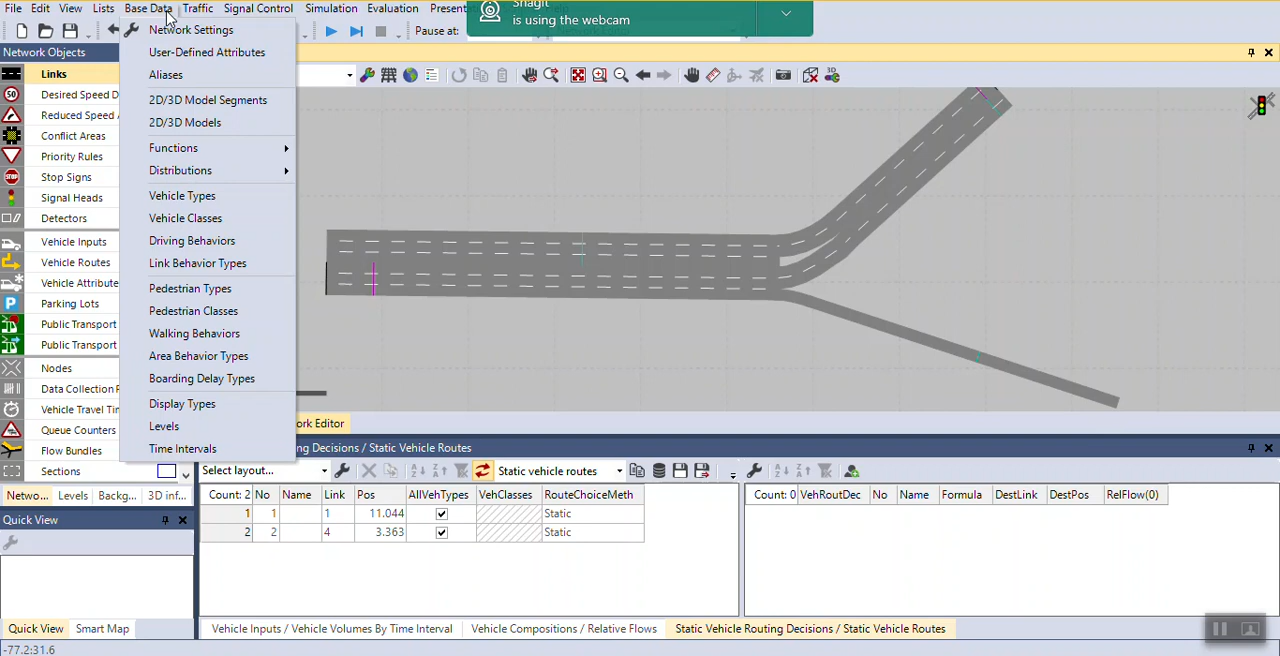 File Edit View Lists Base Data Traffic Signal Control Simulation Evaluation Presen
Snagit
is using the webcam
Pause at:
Network Objects
Links
50 Desired Speed D
Reduced Speed A
Conflict Areas
Priority Rules
STOP Stop Signs
Signal Heads
Detectors
Vehicle Inputs
Vehicle Routes
Vehicle Attribute
P Parking Lots
Public Transport
Public Transport
Nodes
Data Collection P
Vehicle Travel Tim
Queue Counters
Flow Bundles
Sections
Network Settings
User-Defined Attributes
Aliases
2D/3D Model Segments
2D/3D Models
Functions
Distributions
Vehicle Types
Vehicle Classes
Driving Behaviors
Link Behavior Types
Pedestrian Types
Pedestrian Classes
Walking Behaviors
Area Behavior Types
Boarding Delay Types
Display Types
Levels
Time Intervals
3D
ork Editor
Netwo... Levels Backg... 3D inf...
Quick View
Quick View Smart Map
ng Decisions / Static Vehicle Routes
Select layout... Static vehicle routes
Count: 2 No Name Link Pos AllVehTypes VehClasses RouteChoiceMeth
1 1 1 11.044 Static
2 2 4 3.363 Static
Count: 0 VehRoutDec No Name Formula DestLink DestPos RelFlow(0)
Vehicle Inputs / Vehicle Volumes By Time Interval Vehicle Compositions / Relative Flows Static Vehicle Routing Decisions / Static Vehicle Routes
-77.2:31.6